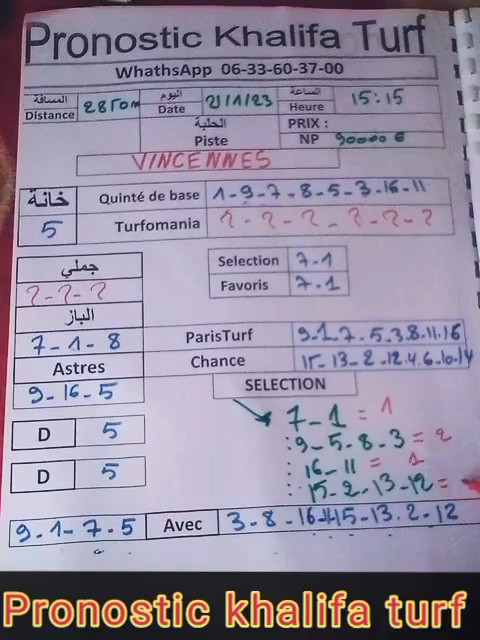 Pronostic Khalifa Turf
WhathsApp 06-33-60-37-00
المسافة
Distance
اليوم
Date 21/1/23
الساعة
Heure 15:15
الحلبة
Piste
PRIX :
NP 90000 €
VINCENNES
خانة
5
Quinté de base 1-9-7-8-5-3-16-11
Turfomania ?-?-?-?-?-?
جملي
?-?-?
الباز
7-1-8
Astres
9-16-5
Selection 7-1
Favoris 7-1
ParisTurf 9.1.7.5.3.8.11.16
Chance 15-13-2-12.4.6.10.14
SELECTION
7-1 = 1
:9-5-8-3 = 2
: 16-11 = 1
: 15-2-13-12 =
D 5
D 5
9-1-7-5 Avec 3-8-16-11-15-13.2-12
Pronostic khalifa turf